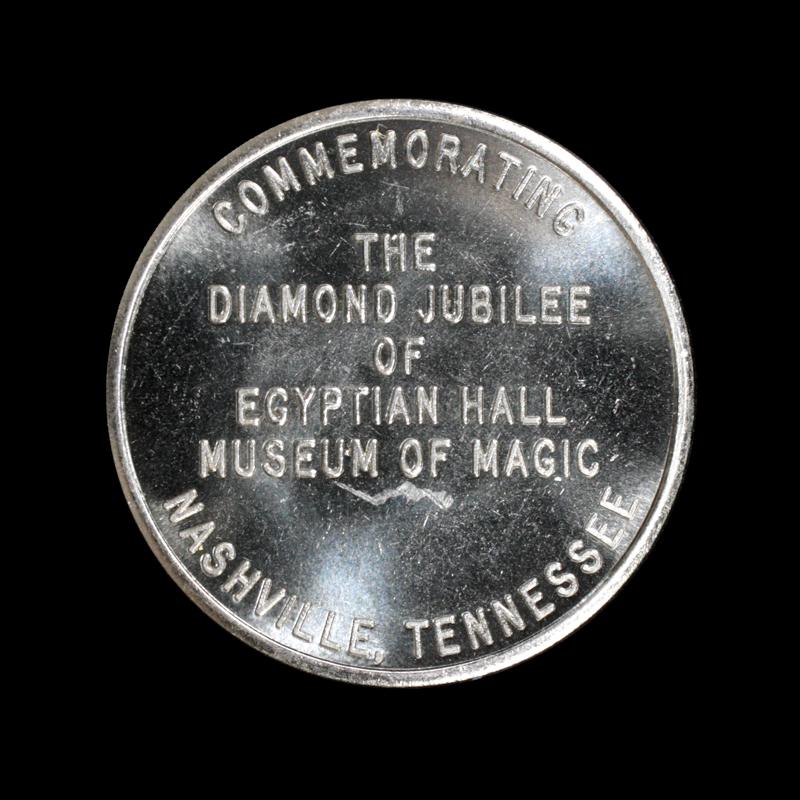 COMMEMORATING
THE
DIAMOND JUBILEE
OF
EGYPTIAN HALL
MUSEUM OF MAGIC
NASHVILLE, TENNESSEE